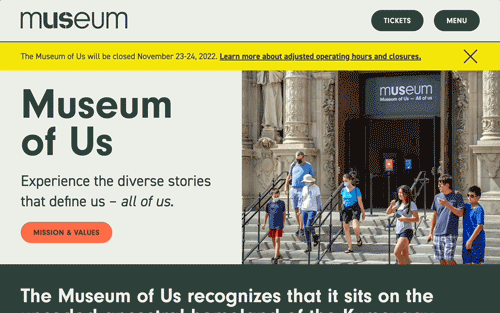 museum
TICKETS
MENU
The Museum of Us will be closed November 23-24, 2022. Learn more about adjusted operating hours and closures.
museum
Museum of Us — All of us
Museum
of Us
Experience the diverse stories
that define us – all of us.
MISSION & VALUES
The Museum of Us recognizes that it sits on the